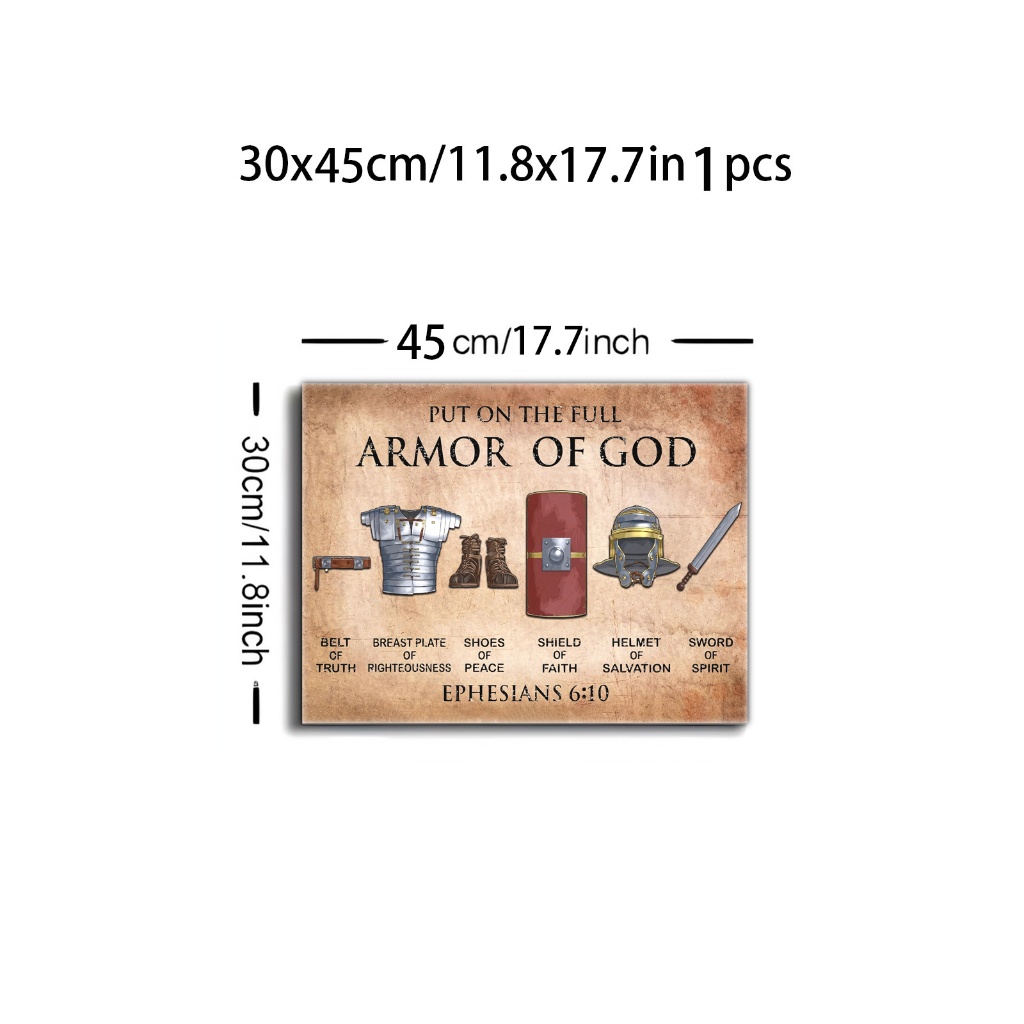 30x45cm/11.8x17.7in 1 pcs
45 cm/17.7inch
30cm/11.8inch
PUT ON THE FULL
ARMOR OF GOD
BELT
OF
TRUTH
BREAST PLATE
OF
RIGHTEOUSNESS
SHOES
OF
PEACE
SHIELD
OF
FAITH
HELMET
OF
SALVATION
SWORD
OF
SPIRIT
EPHESIANS 6:10